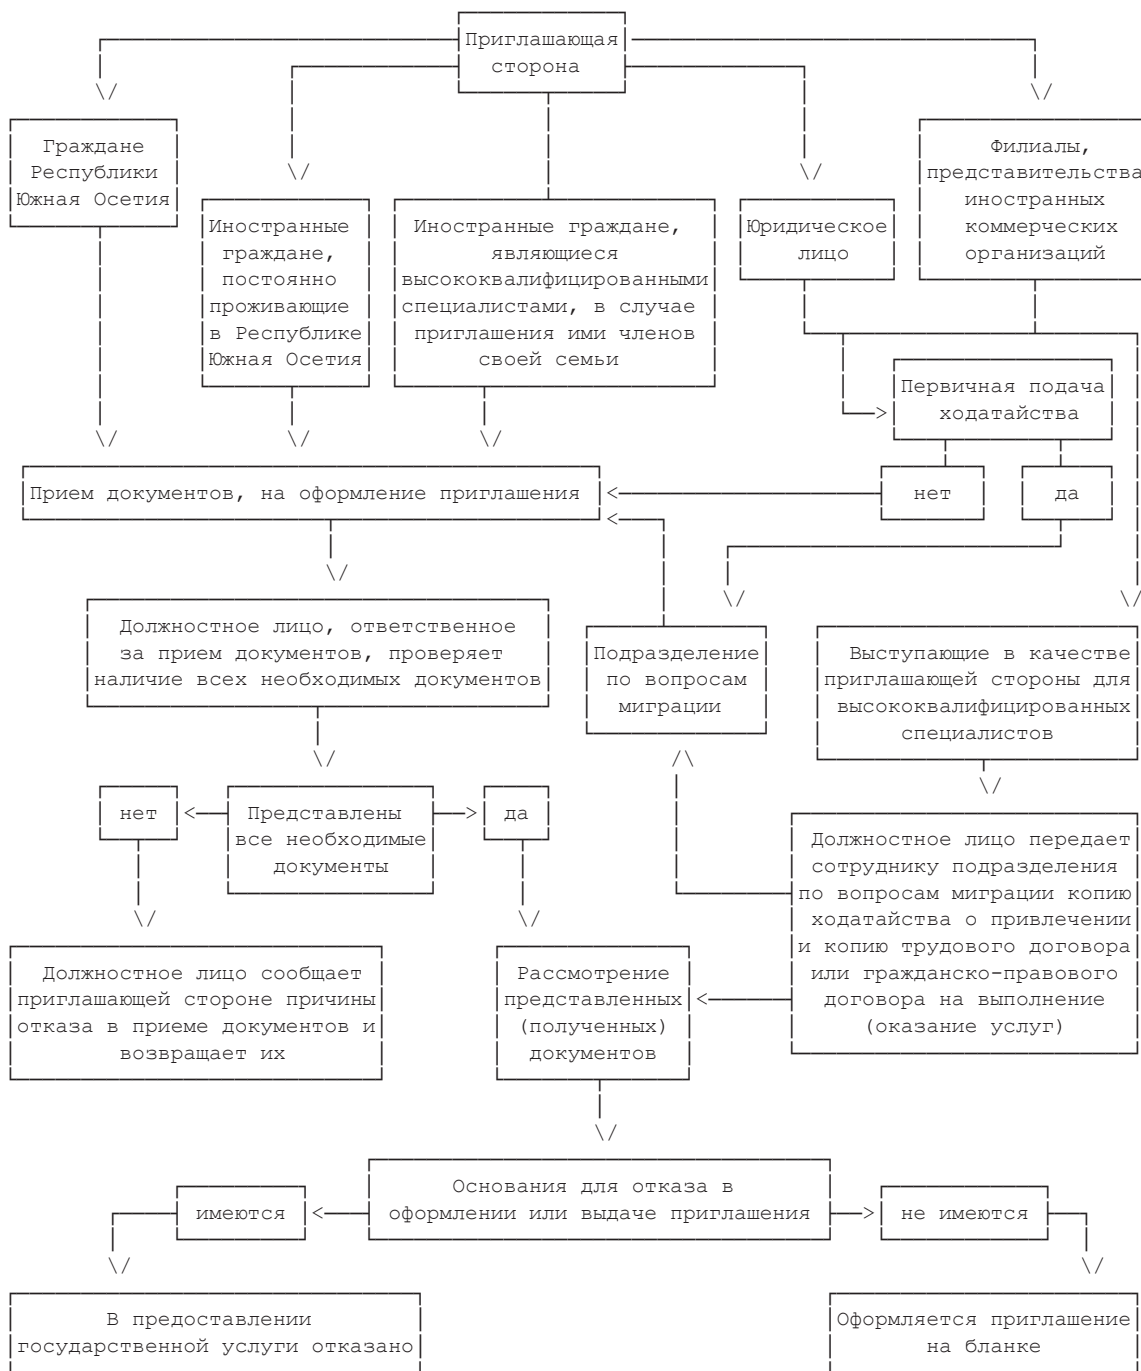 Приглашающая
сторона
Граждане
Республики
Южная Осетия
Филиалы,
представительства
иностранных
коммерческих
организаций
Иностранные
граждане,
постоянно
проживающие
в Республике
Южная Осетия
Иностранные граждане,
являющиеся
высококвалифицированными
специалистами, в случае
приглашения ими членов
своей семьи
Юридическое
лицо
Первичная подача
ходатайства
Прием документов, на оформление приглашения
нет
да
Должностное лицо, ответственное
за прием документов, проверяет
наличие всех необходимых документов
Подразделение
по вопросам
миграции
Выступающие в качестве
приглашающей стороны для
высококвалифицированных
специалистов
нет
Представлены
все необходимые
документы
да
Должностное лицо передает
сотруднику подразделения
по вопросам миграции копию
ходатайства о привлечении
и копию трудового договора
или гражданско-правового
договора на выполнение
(оказание услуг)
Должностное лицо сообщает
приглашающей стороне причины
отказа в приеме документов и
возвращает их
Рассмотрение
представленных
(полученных)
документов
Основания для отказа в
оформлении или выдаче приглашения
имеются
не имеются
В предоставлении
государственной услуги отказано
Оформляется приглашение
на бланке